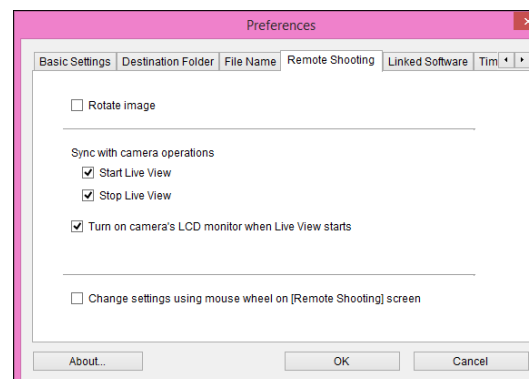 Preferences
Basic Settings Destination Folder File Name Remote Shooting Linked Software Tim
Rotate image
Sync with camera operations
Start Live View
Stop Live View
Turn on camera's LCD monitor when Live View starts
Change settings using mouse wheel on [Remote Shooting] screen
About... OK Cancel